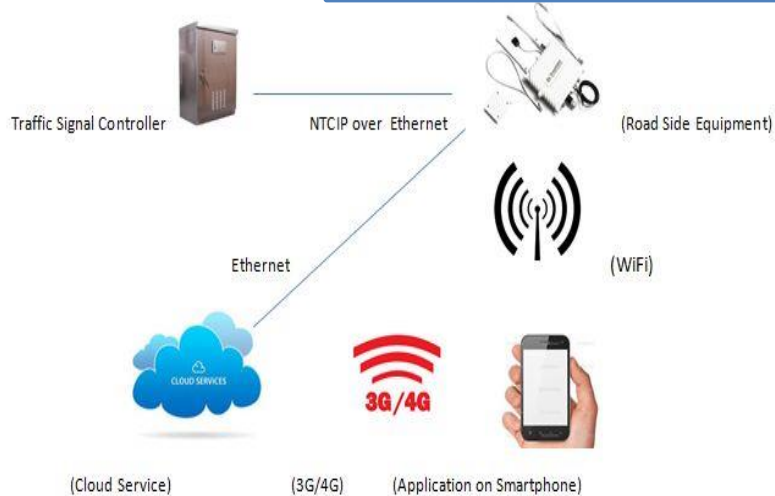 Traffic Signal Controller
NTCIP over Ethernet
(Road Side Equipment)
Ethernet
(WiFi)
CLOUD SERVICES
3G/4G
(Cloud Service)
(3G/4G)
(Application on Smartphone)